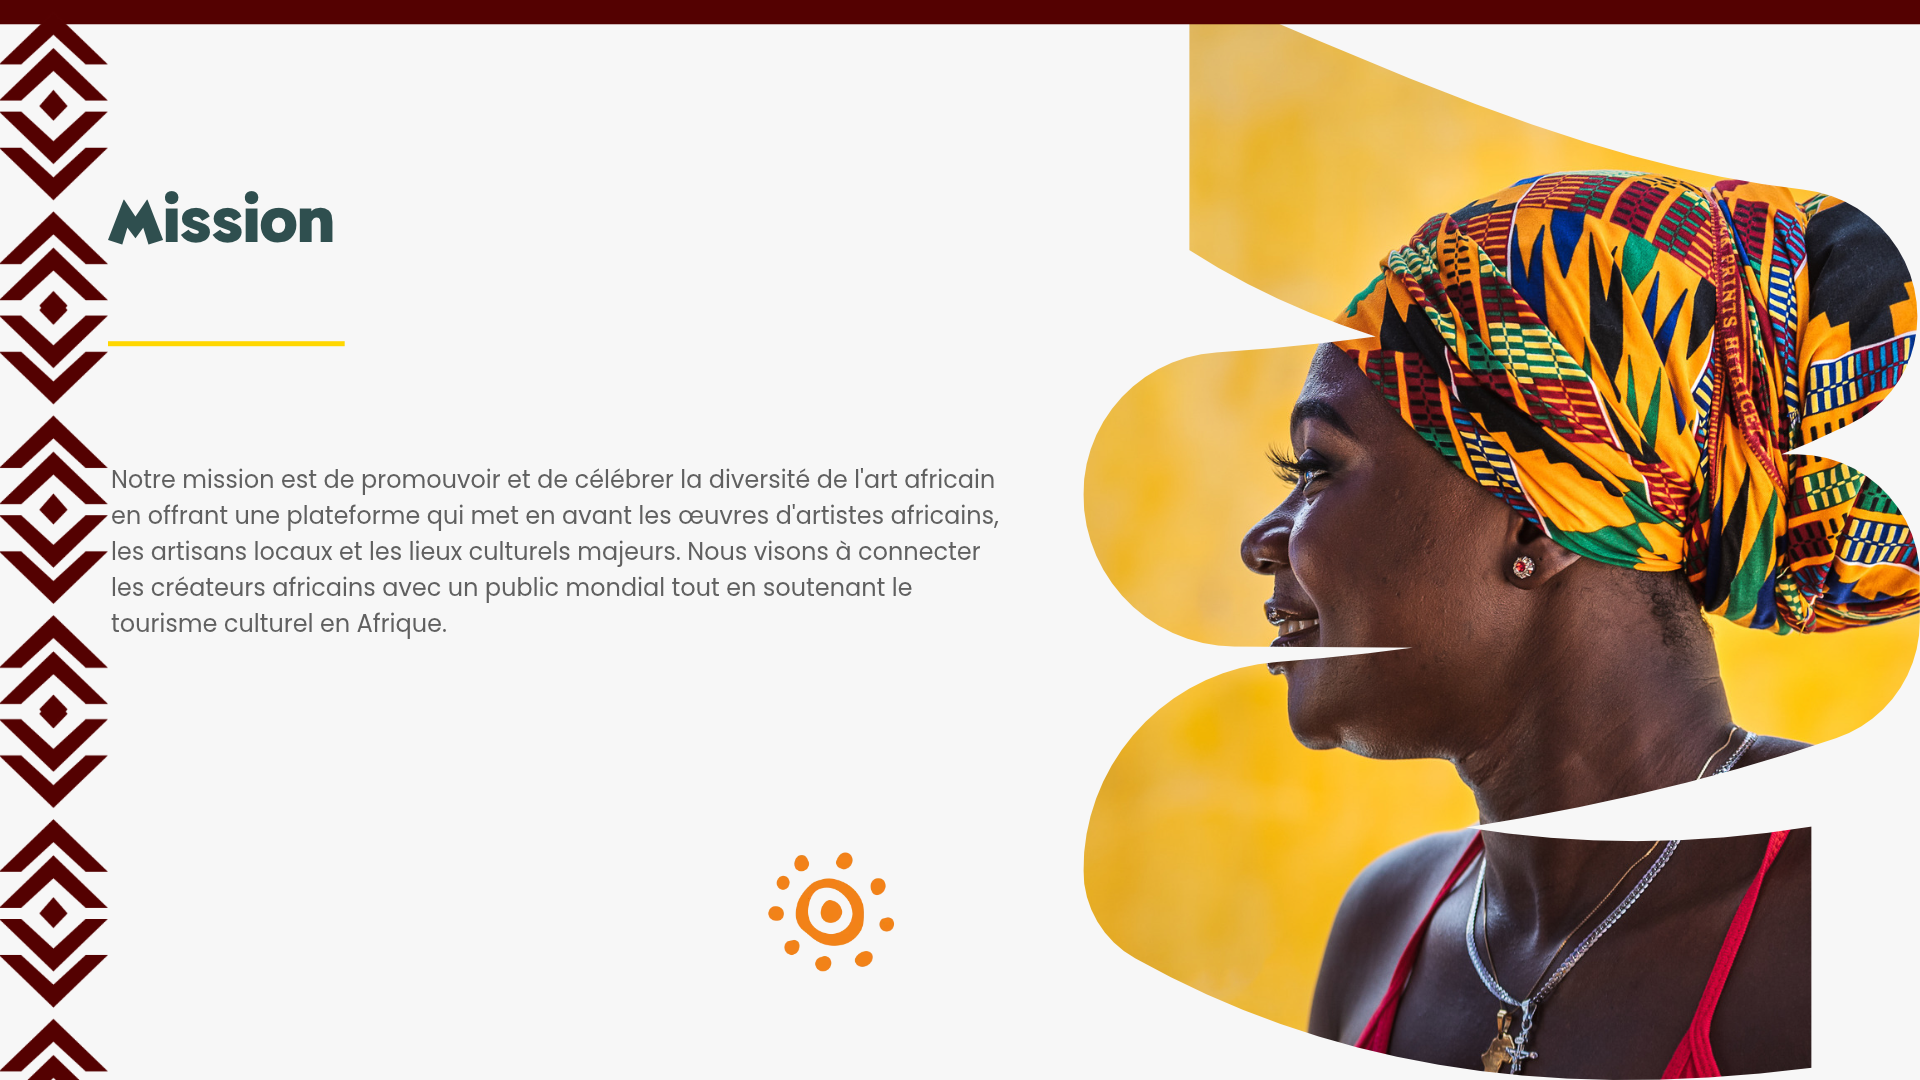 Mission
Notre mission est de promouvoir et de célébrer la diversité de l'art africain
en offrant une plateforme qui met en avant les œuvres d'artistes africains,
les artisans locaux et les lieux culturels majeurs. Nous visons à connecter
les créateurs africains avec un public mondial tout en soutenant le
tourisme culturel en Afrique.